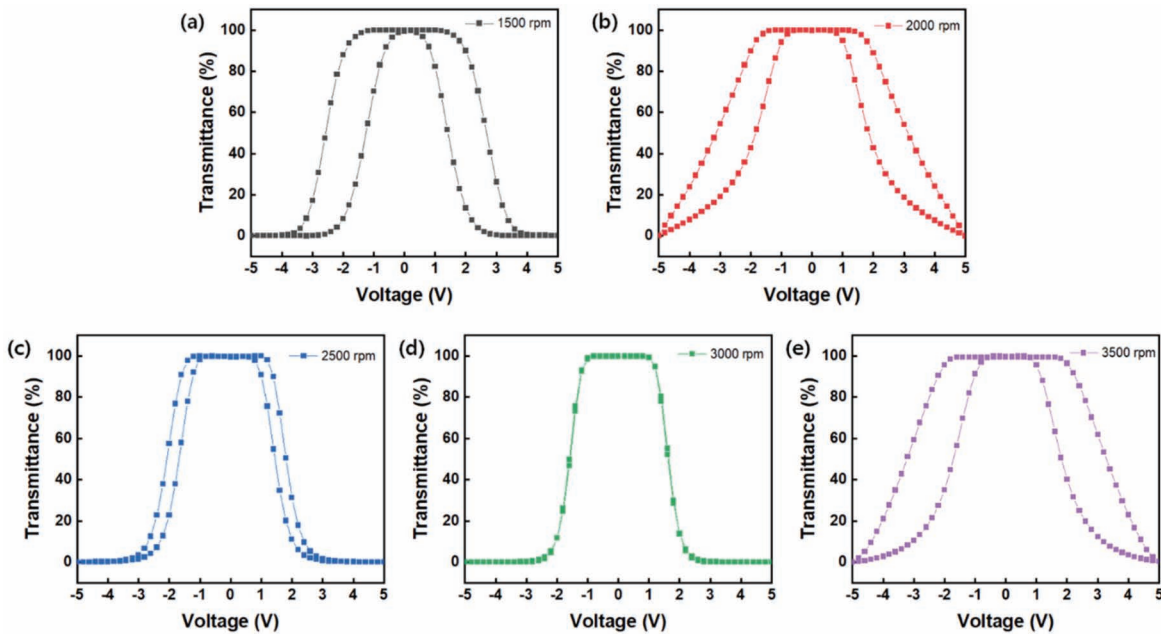 (a)
1500 rpm
Transmittance (%)
100
80
60
40
20
0
-5 -4 -3 -2 -1 0 1 2 3 4 5
Voltage (V)
(b)
2000 rpm
Transmittance (%)
100
80
60
40
20
0
-5 -4 -3 -2 -1 0 1 2 3 4 5
Voltage (V)
(c)
2500 rpm
Transmittance (%)
100
80
60
40
20
0
-5 -4 -3 -2 -1 0 1 2 3 4 5
Voltage (V)
(d)
3000 rpm
Transmittance (%)
100
80
60
40
20
0
-5 -4 -3 -2 -1 0 1 2 3 4 5
Voltage (V)
(e)
3500 rpm
Transmittance (%)
100
80
60
40
20
0
-5 -4 -3 -2 -1 0 1 2 3 4 5
Voltage (V)